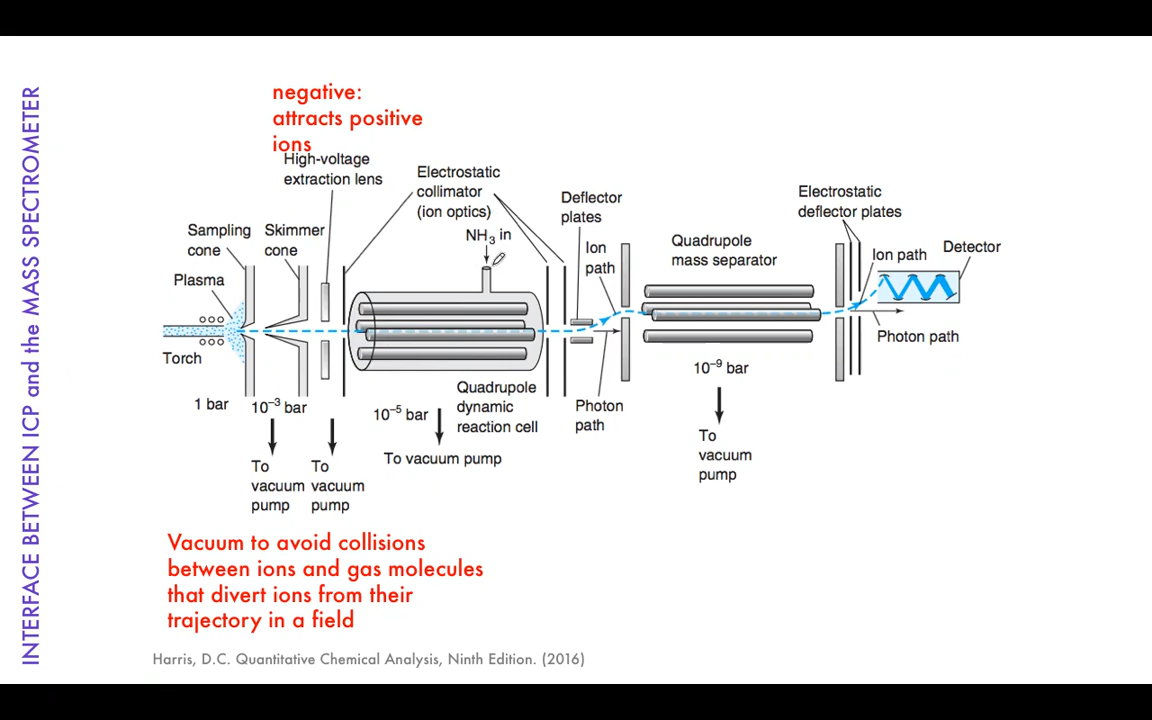 INTERFACE BETWEEN ICP and the MASS SPECTROMETER
negative:
attracts positive
ions
High-voltage
extraction lens
Electrostatic
collimator
(ion optics)
NH3 in
Deflector
plates
Ion
path
Sampling
cone
Skimmer
cone
Plasma
Torch
Quadrupole
mass separator
Electrostatic
deflector plates
Ion path
Detector
Photon path
1 bar
10–3 bar
10–5 bar
Quadrupole
dynamic
reaction cell
Photon
path
10–9 bar
To
vacuum
pump
To
vacuum
pump
To vacuum pump
To
vacuum
pump
Vacuum to avoid collisions
between ions and gas molecules
that divert ions from their
trajectory in a field
Harris, D.C. Quantitative Chemical Analysis, Ninth Edition. (2016)